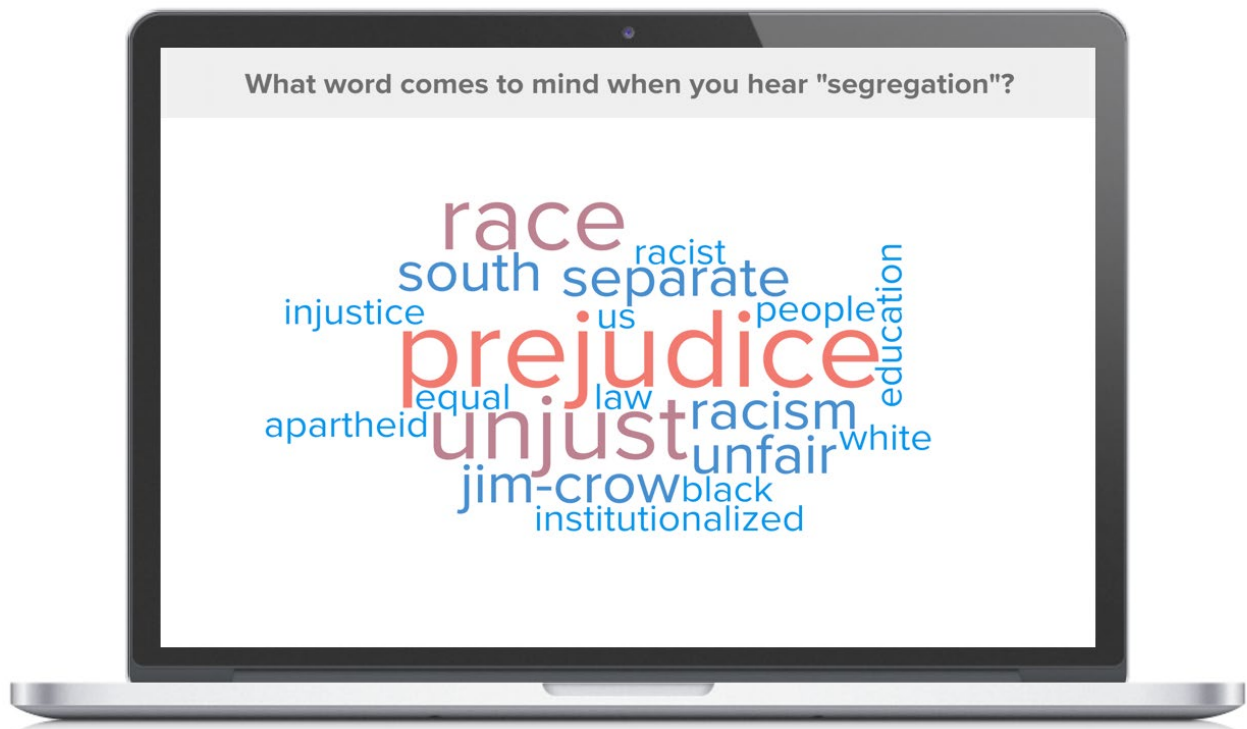 What word comes to mind when you hear "segregation"?
race
racist
south
separate
injustice
us
people
education
prejudice
equal
law
racism
apartheid
unjust
white
unfair
jim-crow
black
institutionalized